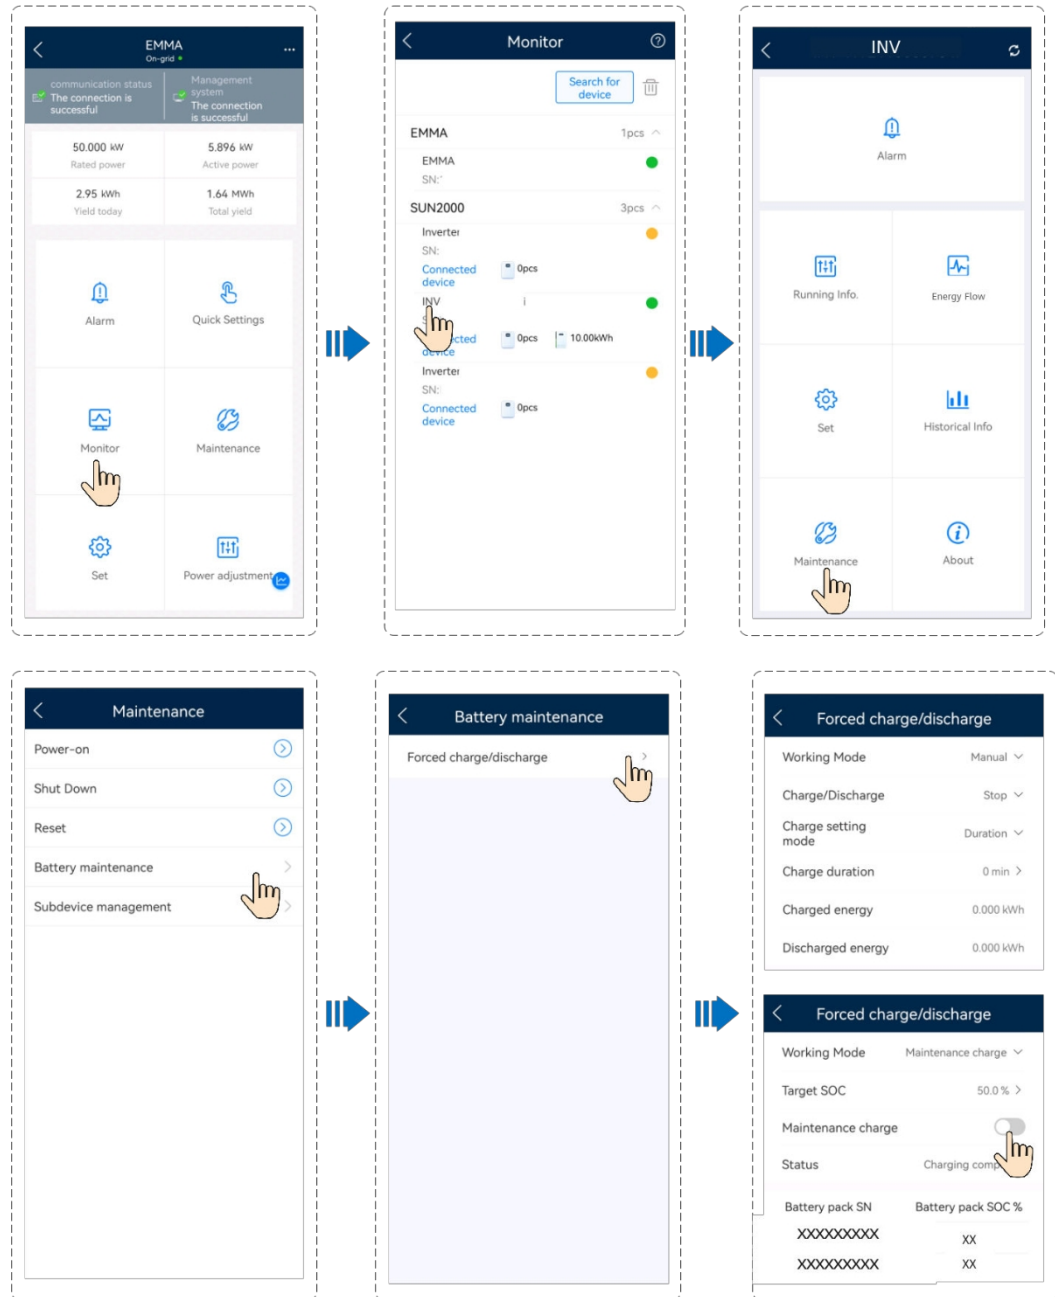 EMMA
On-grid
communication status
The connection is
successful
Management
system
The connection
is successful
50.000 kW
Rated power
5.896 kW
Active power
2.95 kWh
Yield today
1.64 MWh
Total yield
Alarm
Quick Settings
Monitor
Maintenance
Set
Power adjustment
Monitor
Search for
device
EMMA
1pcs
EMMA
SN:
SUN2000
3pcs
Inverter
SN:
Connected
device
0pcs
INV
device
0pcs
10.00kWh
Inverter
SN:
Connected
device
0pcs
INV
Alarm
Running Info.
Energy Flow
Set
Historical Info
Maintenance
About
Maintenance
Power-on
Shut Down
Reset
Battery maintenance
Subdevice management
Battery maintenance
Forced charge/discharge
Forced charge/discharge
Working Mode
Manual
Charge/Discharge
Stop
Charge setting
mode
Duration
Charge duration
0 min
Charged energy
0.000 kWh
Discharged energy
0.000 kWh
Forced charge/discharge
Working Mode
Maintenance charge
Target SOC
50.0 %
Maintenance charge
Status
Charging comp
Battery pack SN
Battery pack SOC %
XXXXXXXXX
XX
XXXXXXXXX
XX